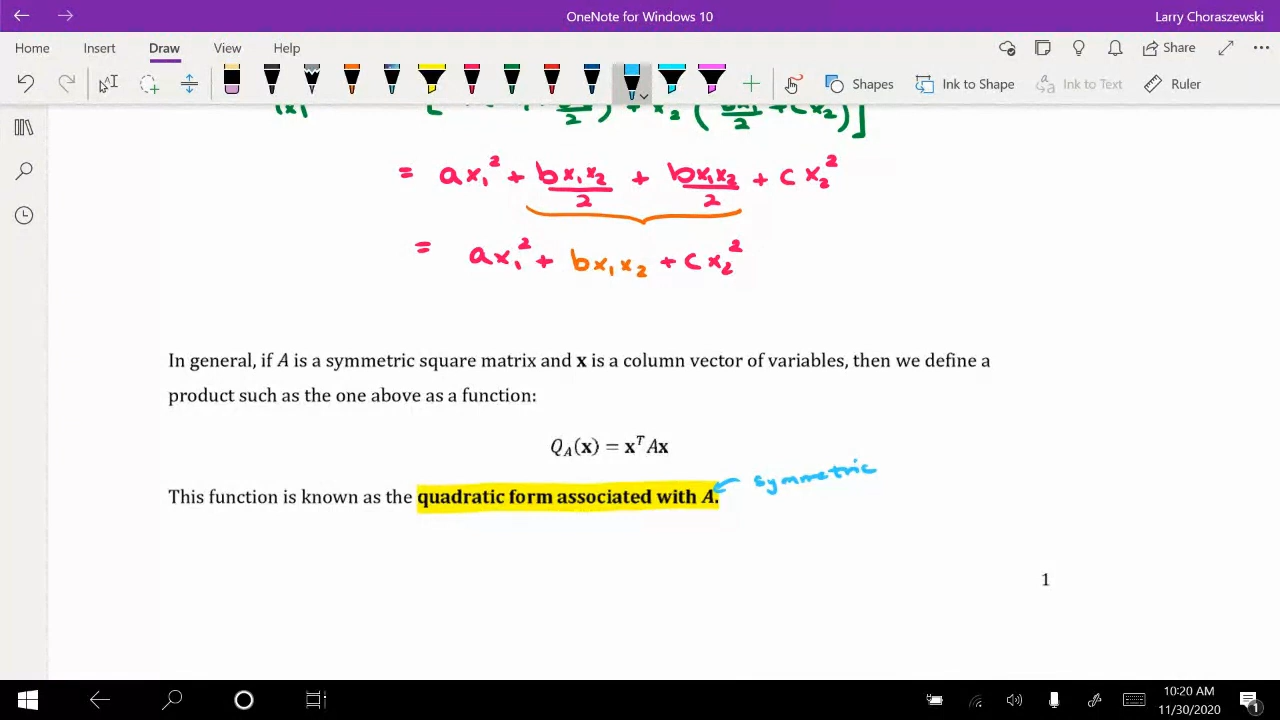 OneNote for Windows 10
Larry Choraszewski
Home Insert Draw View Help
Share
Shapes Ink to Shape Ink to Text Ruler
= ax₁² + bx₁x₂/2 + bx₁x₂/2 + cx₂²
= ax₁² + bx₁x₂ + cx₂²
In general, if A is a symmetric square matrix and x is a column vector of variables, then we define a
product such as the one above as a function:
Q_A(x) = xᵀAx
symmetric
This function is known as the quadratic form associated with A.
1
10:20 AM
11/30/2020
1